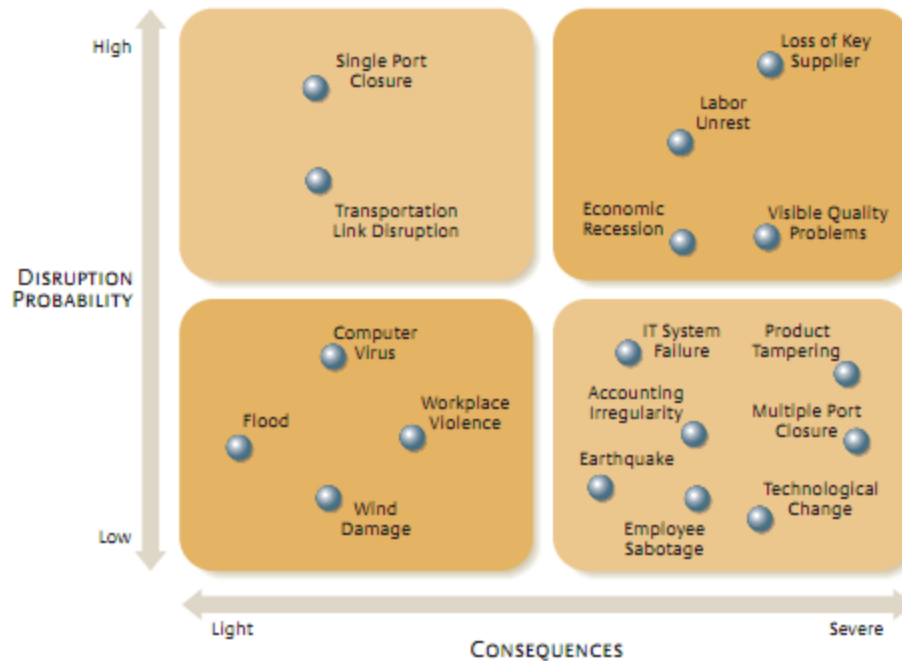 High
Single Port
Closure
Transportation
Link Disruption
Loss of Key
Supplier
Labor
Unrest
Economic
Recession
Visible Quality
Problems
DISRUPTION
PROBABILITY
Computer
Virus
Flood
Workplace
Violence
Wind
Damage
IT System
Failure
Product
Tampering
Accounting
Irregularity
Multiple Port
Closure
Earthquake
Employee
Sabotage
Technological
Change
Low
Light
Severe
CONSEQUENCES